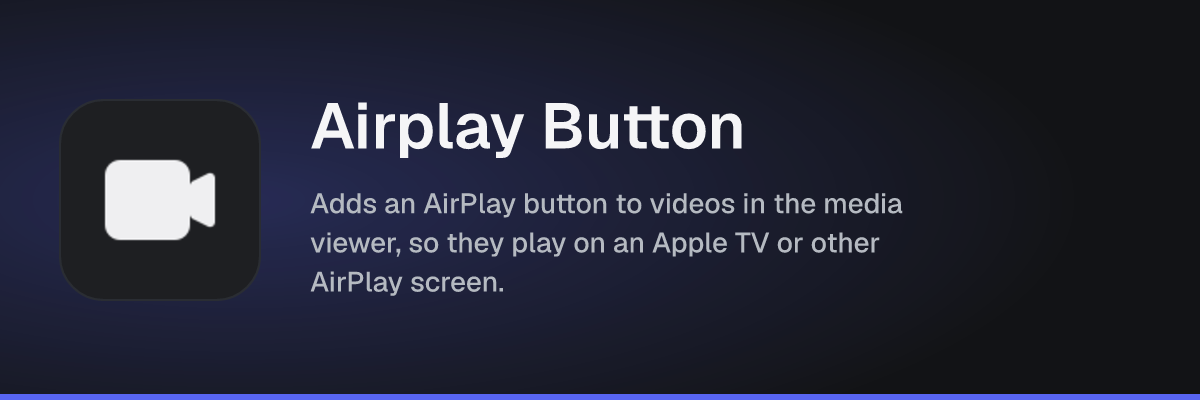 Airplay Button
Adds an AirPlay button to videos in the media
viewer, so they play on an Apple TV or other
AirPlay screen.